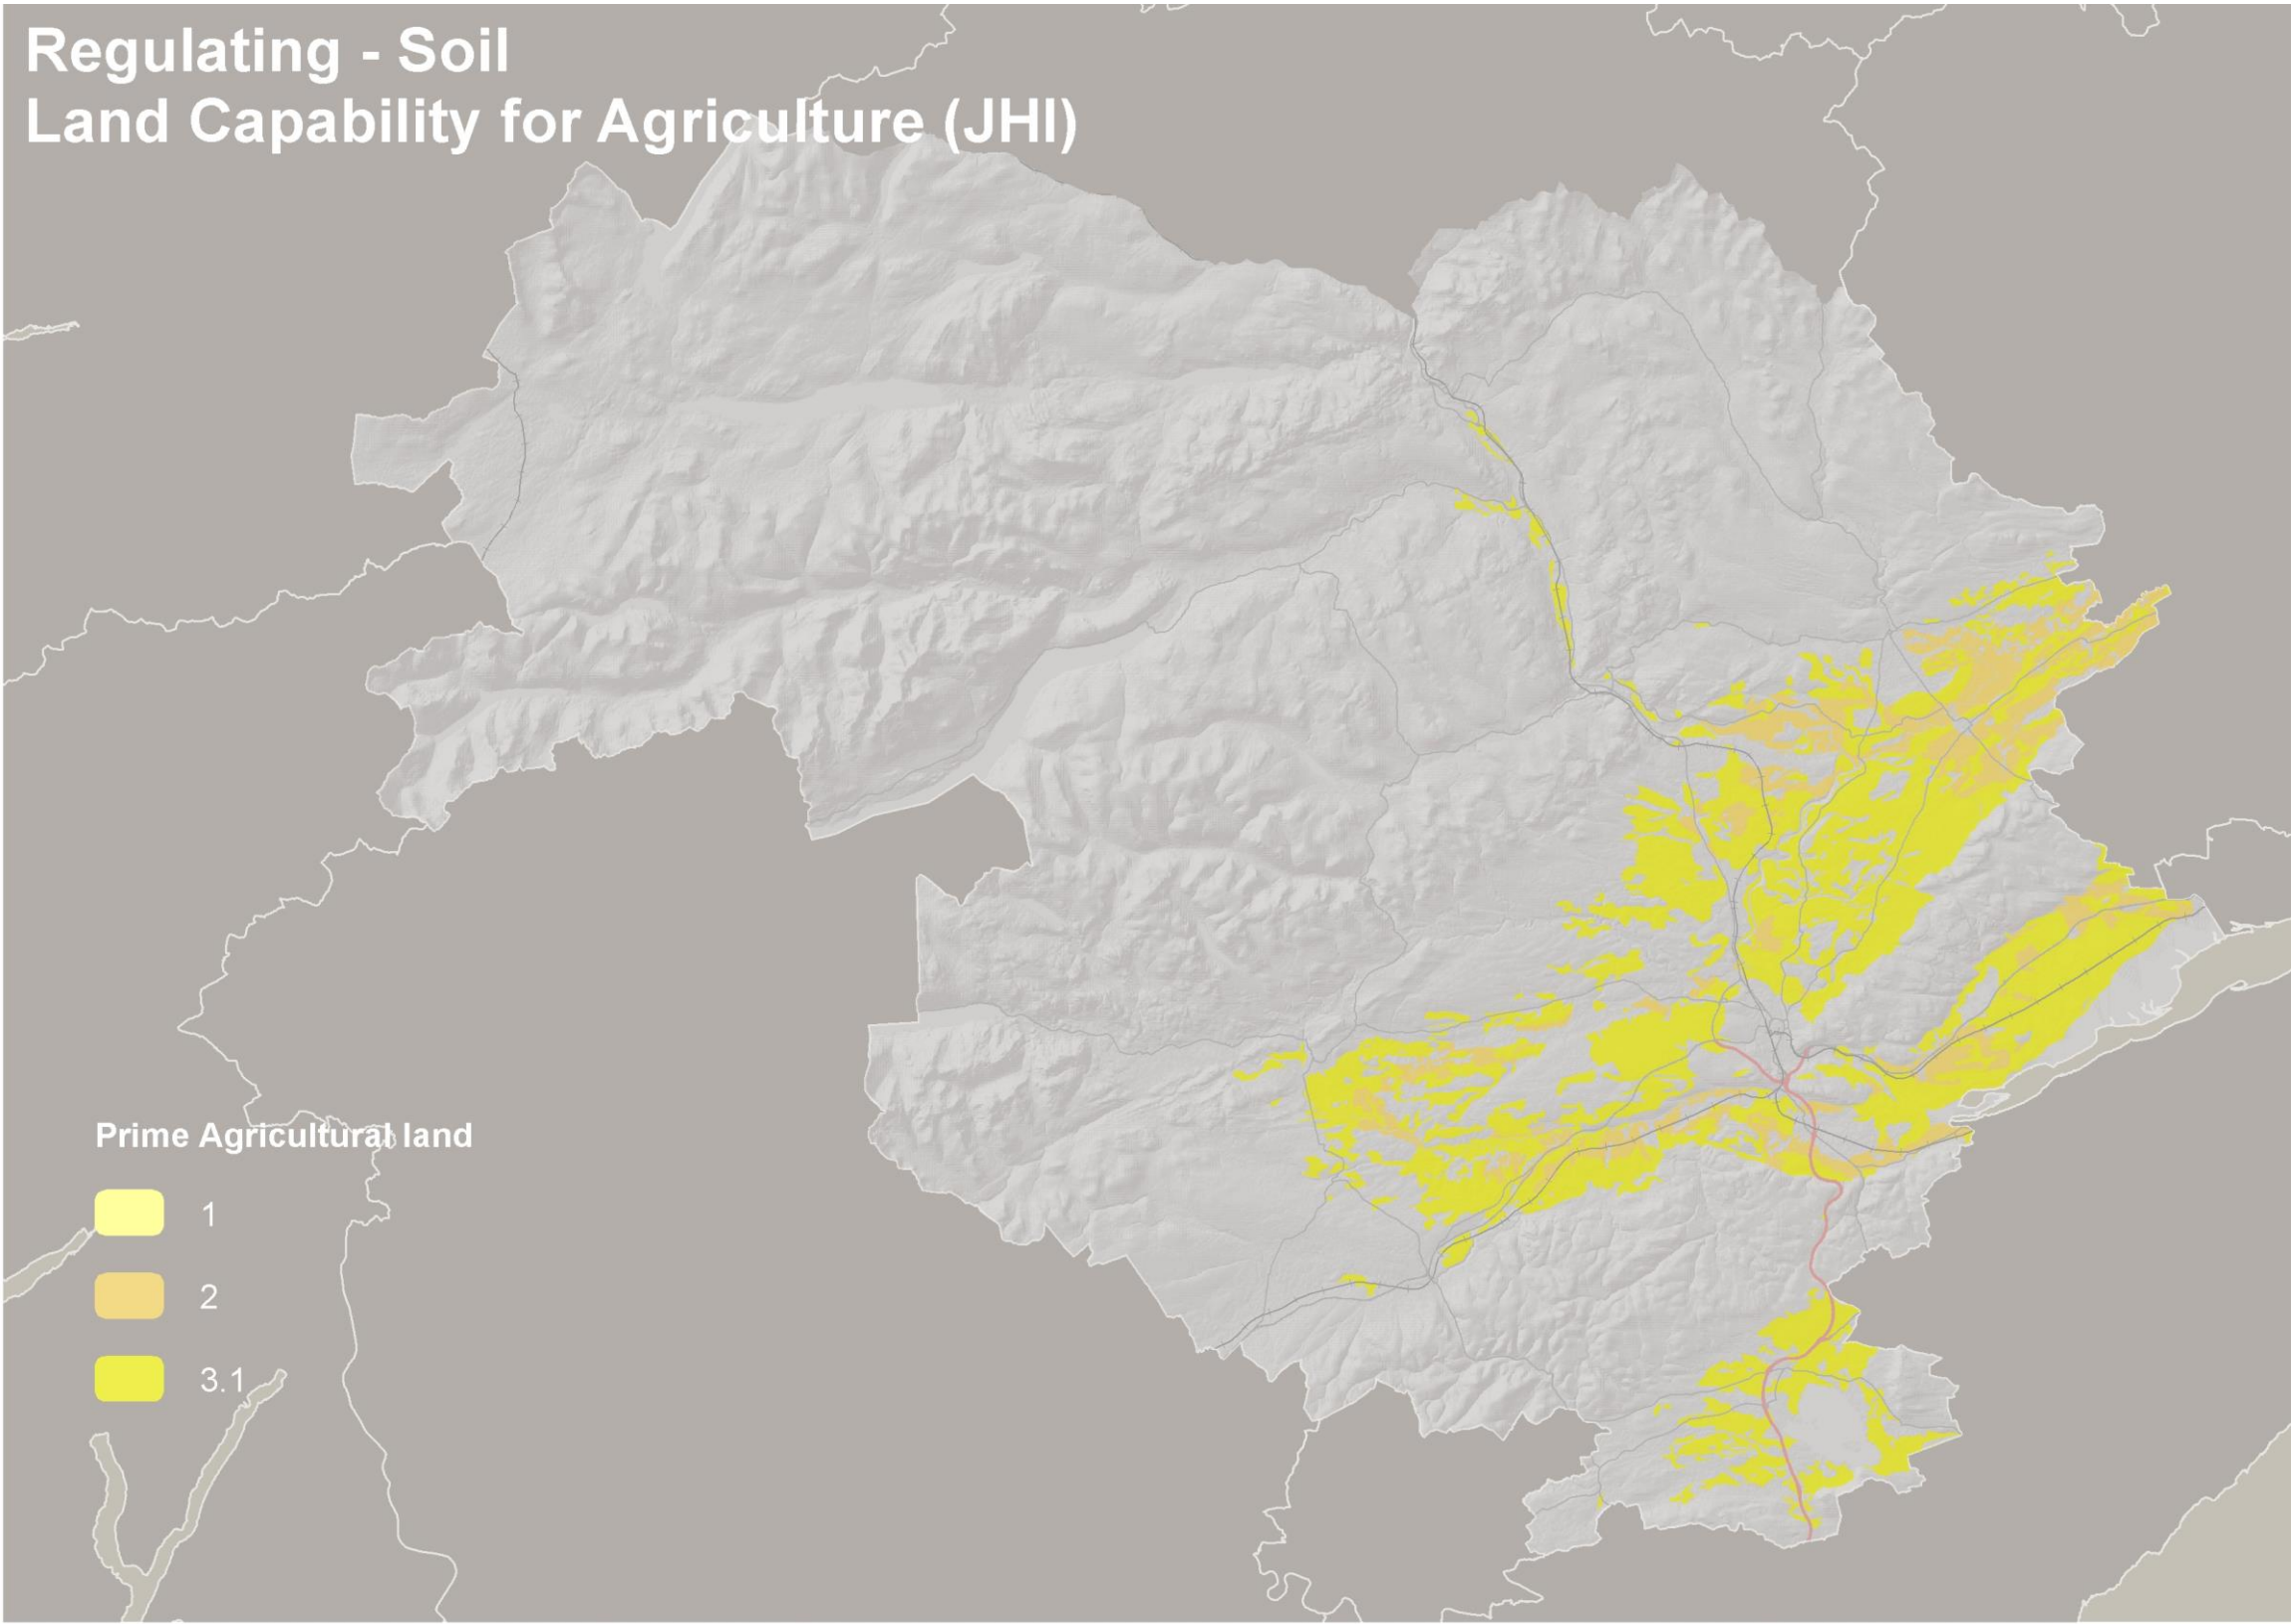 Regulating - Soil
Land Capability for Agriculture (JHI)
Prime Agricultural land
1
2
3.1